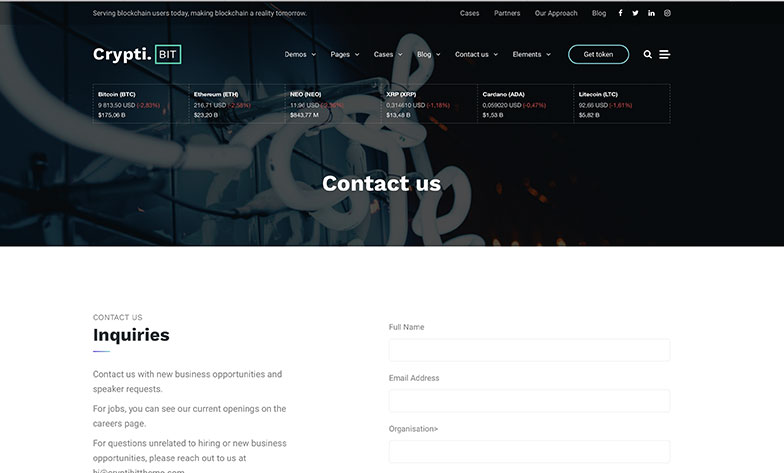 Serving blockchain users today, making blockchain a reality tomorrow.
Cases Partners Our Approach Blog
Crypti. BIT
Demos Pages Cases Blog Contact us Elements Get token
Bitcoin (BTC) Ethereum (ETH) NEO (NEO) XRP (XRP) Cardano (ADA) Litecoin (LTC)
9 813,50 USD (-2,83%) 216,71 USD (-2,58%) 11,96 USD 0,314610 USD (-1,18%) 0,059020 USD (-0,47%) 92,66 USD (-1,61%)
$175,06 B $23,20 B $843,77 M $13,48 B $1,53 B $5,82 B
Contact us
CONTACT US
Inquiries
Contact us with new business opportunities and
speaker requests.
For jobs, you can see our current openings on the
careers page.
For questions unrelated to hiring or new business
opportunities, please reach out to us at
hi@cryptibittheme.com
Full Name
Email Address
Organisation>